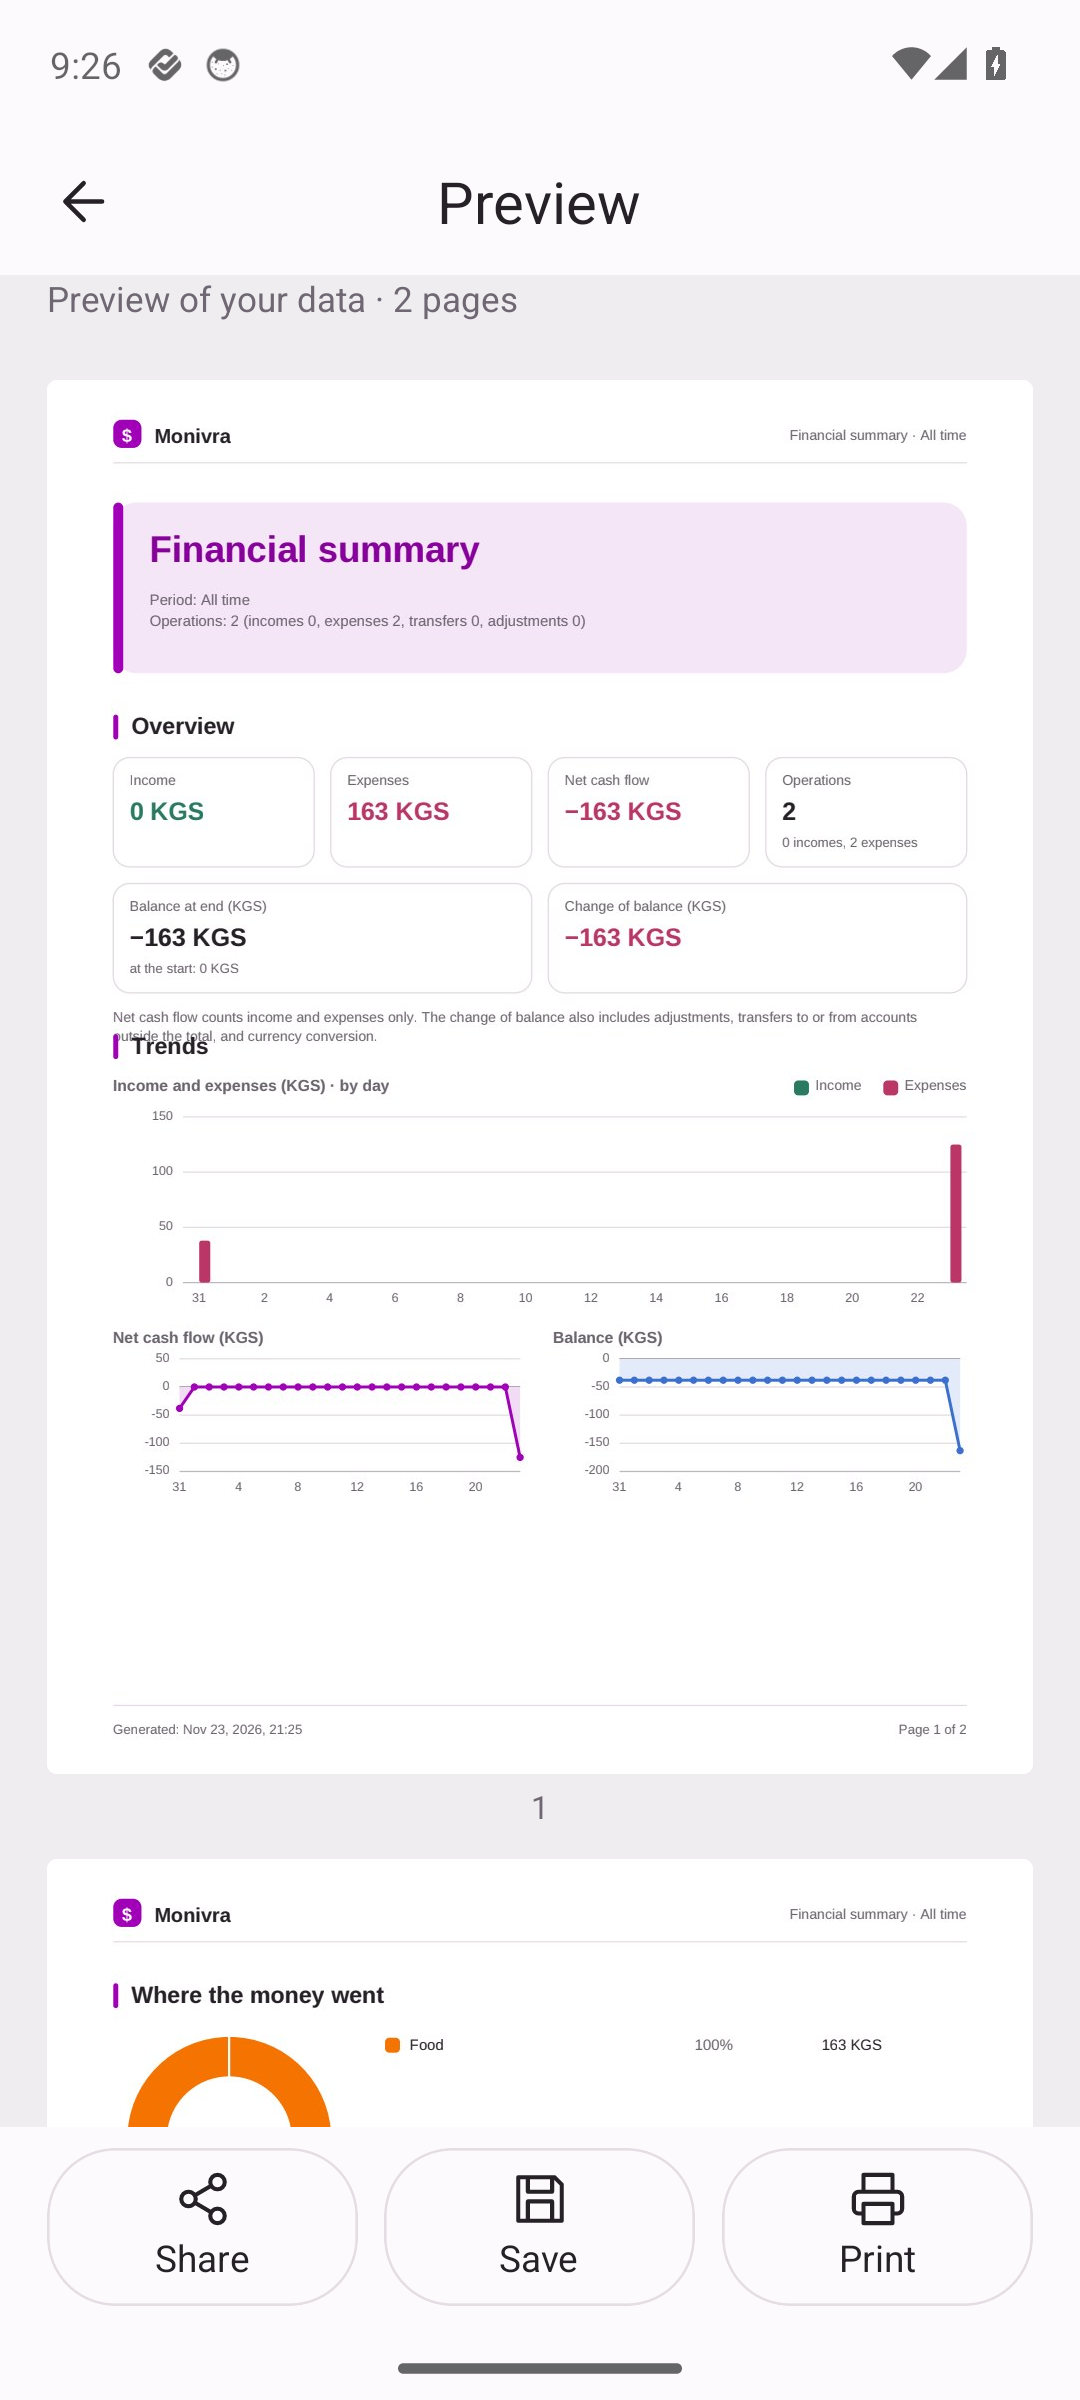 9:26
Preview
Preview of your data · 2 pages
$ Monivra
Financial summary · All time
Financial summary
Period: All time
Operations: 2 (incomes 0, expenses 2, transfers 0, adjustments 0)
Overview
Income
0 KGS
Expenses
163 KGS
Net cash flow
−163 KGS
Operations
2
0 incomes, 2 expenses
Balance at end (KGS)
−163 KGS
at the start: 0 KGS
Change of balance (KGS)
−163 KGS
Net cash flow counts income and expenses only. The change of balance also includes adjustments, transfers to or from accounts
outside the total, and currency conversion.
Trends
Income and expenses (KGS) · by day
Income
Expenses
150
100
50
0
31 2 4 6 8 10 12 14 16 18 20 22
Net cash flow (KGS)
50
0
-50
-100
-150
31 4 8 12 16 20
Balance (KGS)
0
-50
-100
-150
-200
31 4 8 12 16 20
Generated: Nov 23, 2026, 21:25
Page 1 of 2
1
$ Monivra
Financial summary · All time
Where the money went
Food 100% 163 KGS
Share
Save
Print